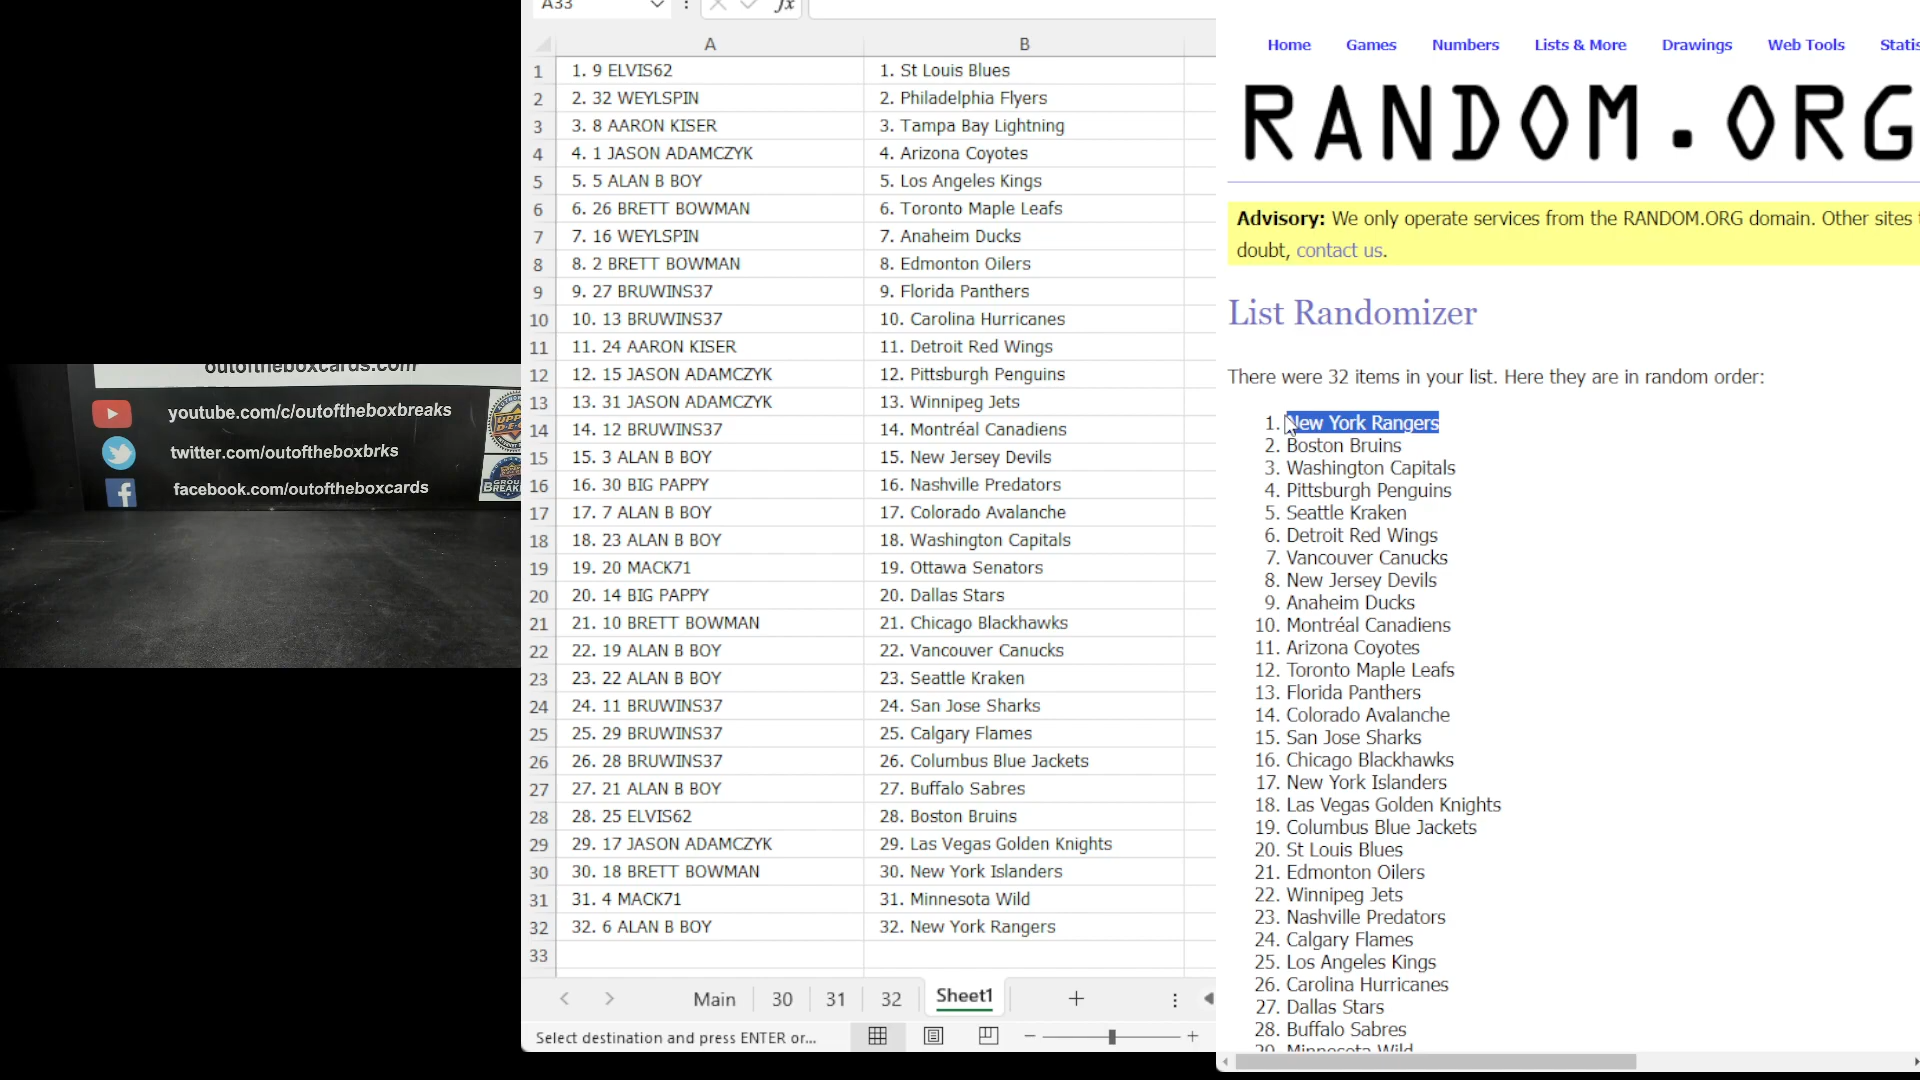 outoftheboxcards.com
youtube.com/c/outoftheboxbreaks
twitter.com/outoftheboxbrks
facebook.com/outoftheboxcards
UPPER
DEC
GROUP
BREAK
A33
fx
A B
1 1. 9 ELVIS62 1. St Louis Blues
2 2. 32 WEYLSPIN 2. Philadelphia Flyers
3 3. 8 AARON KISER 3. Tampa Bay Lightning
4 4. 1 JASON ADAMCZYK 4. Arizona Coyotes
5 5. 5 ALAN B BOY 5. Los Angeles Kings
6 6. 26 BRETT BOWMAN 6. Toronto Maple Leafs
7 7. 16 WEYLSPIN 7. Anaheim Ducks
8 8. 2 BRETT BOWMAN 8. Edmonton Oilers
9 9. 27 BRUWINS37 9. Florida Panthers
10 10. 13 BRUWINS37 10. Carolina Hurricanes
11 11. 24 AARON KISER 11. Detroit Red Wings
12 12. 15 JASON ADAMCZYK 12. Pittsburgh Penguins
13 13. 31 JASON ADAMCZYK 13. Winnipeg Jets
14 14. 12 BRUWINS37 14. Montréal Canadiens
15 15. 3 ALAN B BOY 15. New Jersey Devils
16 16. 30 BIG PAPPY 16. Nashville Predators
17 17. 7 ALAN B BOY 17. Colorado Avalanche
18 18. 23 ALAN B BOY 18. Washington Capitals
19 19. 20 MACK71 19. Ottawa Senators
20 20. 14 BIG PAPPY 20. Dallas Stars
21 21. 10 BRETT BOWMAN 21. Chicago Blackhawks
22 22. 19 ALAN B BOY 22. Vancouver Canucks
23 23. 22 ALAN B BOY 23. Seattle Kraken
24 24. 11 BRUWINS37 24. San Jose Sharks
25 25. 29 BRUWINS37 25. Calgary Flames
26 26. 28 BRUWINS37 26. Columbus Blue Jackets
27 27. 21 ALAN B BOY 27. Buffalo Sabres
28 28. 25 ELVIS62 28. Boston Bruins
29 29. 17 JASON ADAMCZYK 29. Las Vegas Golden Knights
30 30. 18 BRETT BOWMAN 30. New York Islanders
31 31. 4 MACK71 31. Minnesota Wild
32 32. 6 ALAN B BOY 32. New York Rangers
33
Main 30 31 32 Sheet1
Select destination and press ENTER or...
Home Games Numbers Lists & More Drawings Web Tools Statis
RANDOM.ORG
Advisory: We only operate services from the RANDOM.ORG domain. Other sites
doubt, contact us.
List Randomizer
There were 32 items in your list. Here they are in random order:
1. New York Rangers
2. Boston Bruins
3. Washington Capitals
4. Pittsburgh Penguins
5. Seattle Kraken
6. Detroit Red Wings
7. Vancouver Canucks
8. New Jersey Devils
9. Anaheim Ducks
10. Montréal Canadiens
11. Arizona Coyotes
12. Toronto Maple Leafs
13. Florida Panthers
14. Colorado Avalanche
15. San Jose Sharks
16. Chicago Blackhawks
17. New York Islanders
18. Las Vegas Golden Knights
19. Columbus Blue Jackets
20. St Louis Blues
21. Edmonton Oilers
22. Winnipeg Jets
23. Nashville Predators
24. Calgary Flames
25. Los Angeles Kings
26. Carolina Hurricanes
27. Dallas Stars
28. Buffalo Sabres
29. Minnesota Wild